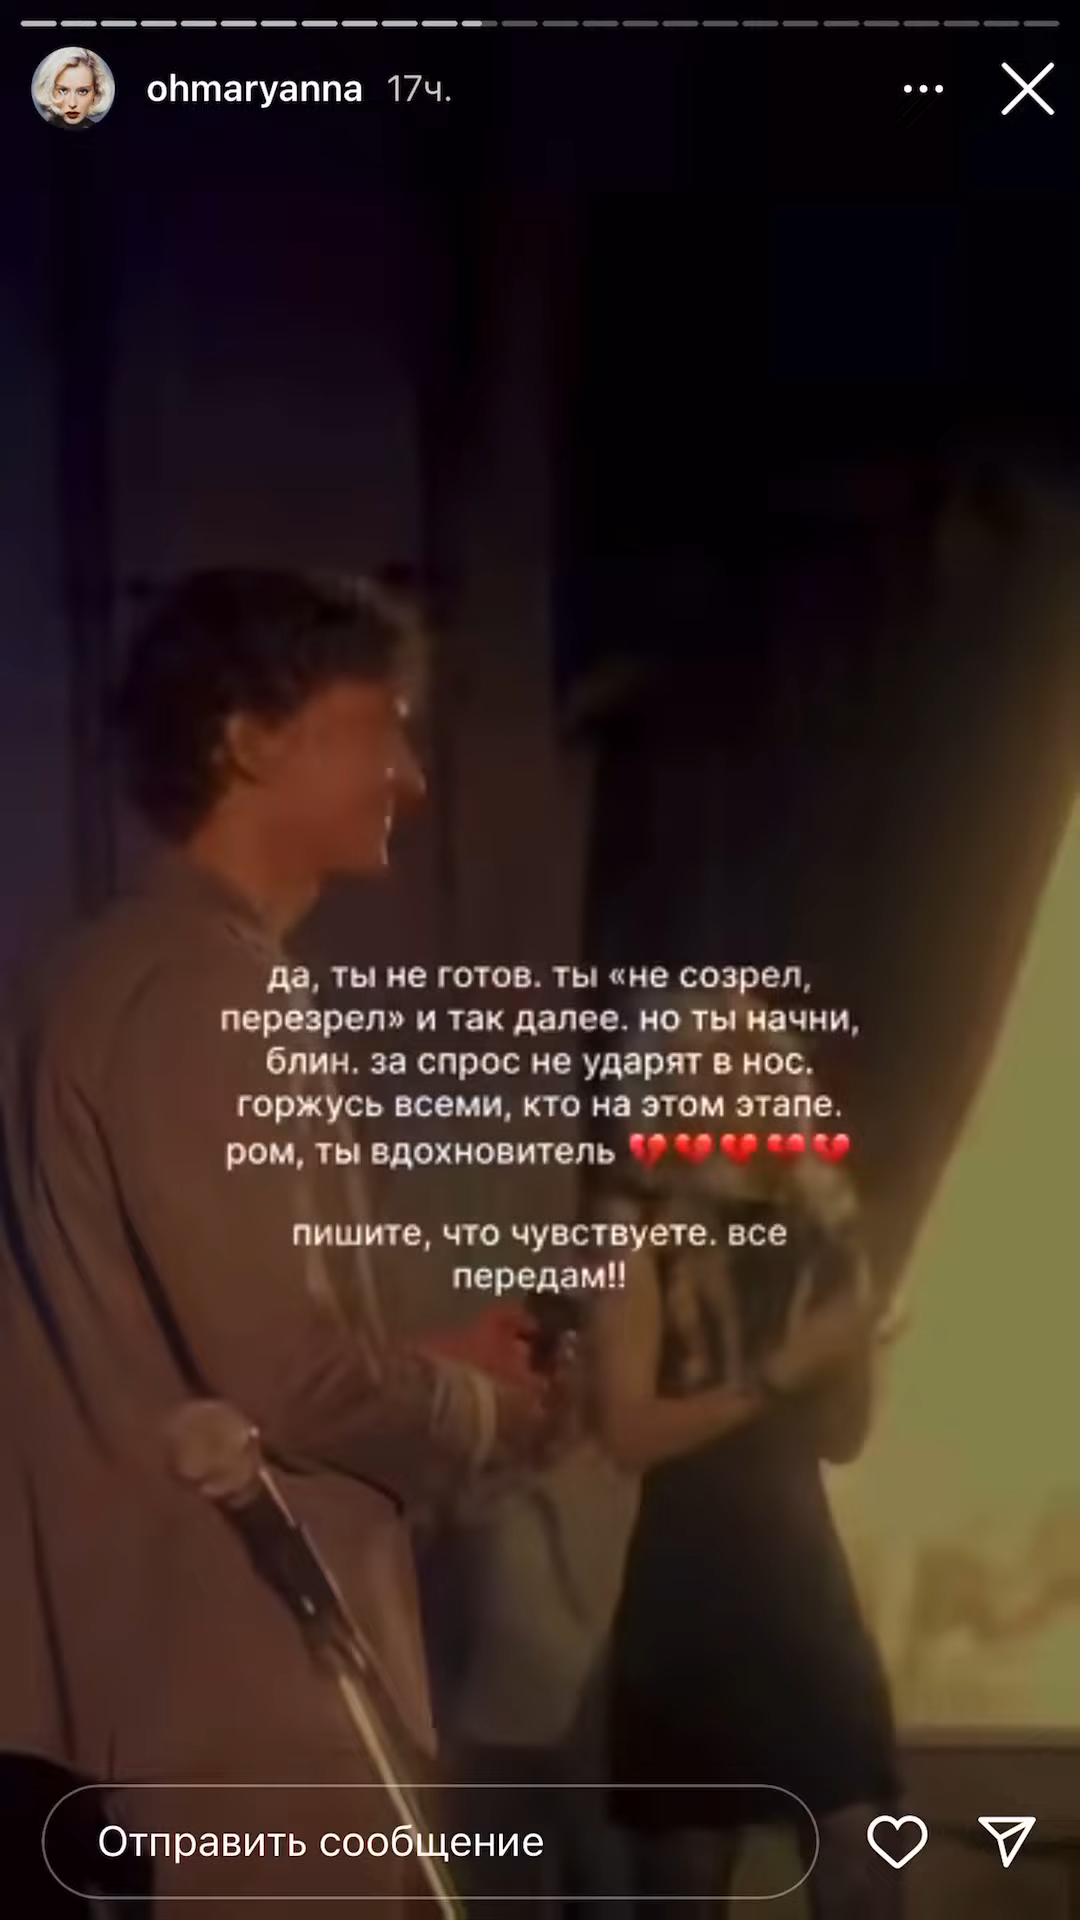 ohmaryanna 17ч.
да, ты не готов. ты «не созрел,
перезрел» и так далее. но ты начни,
блин. за спрос не ударят в нос.
горжусь всеми, кто на этом этапе.
ром, ты вдохновитель 💔💔💔💔💔
пишите, что чувствуете. все
передам!!
Отправить сообщение